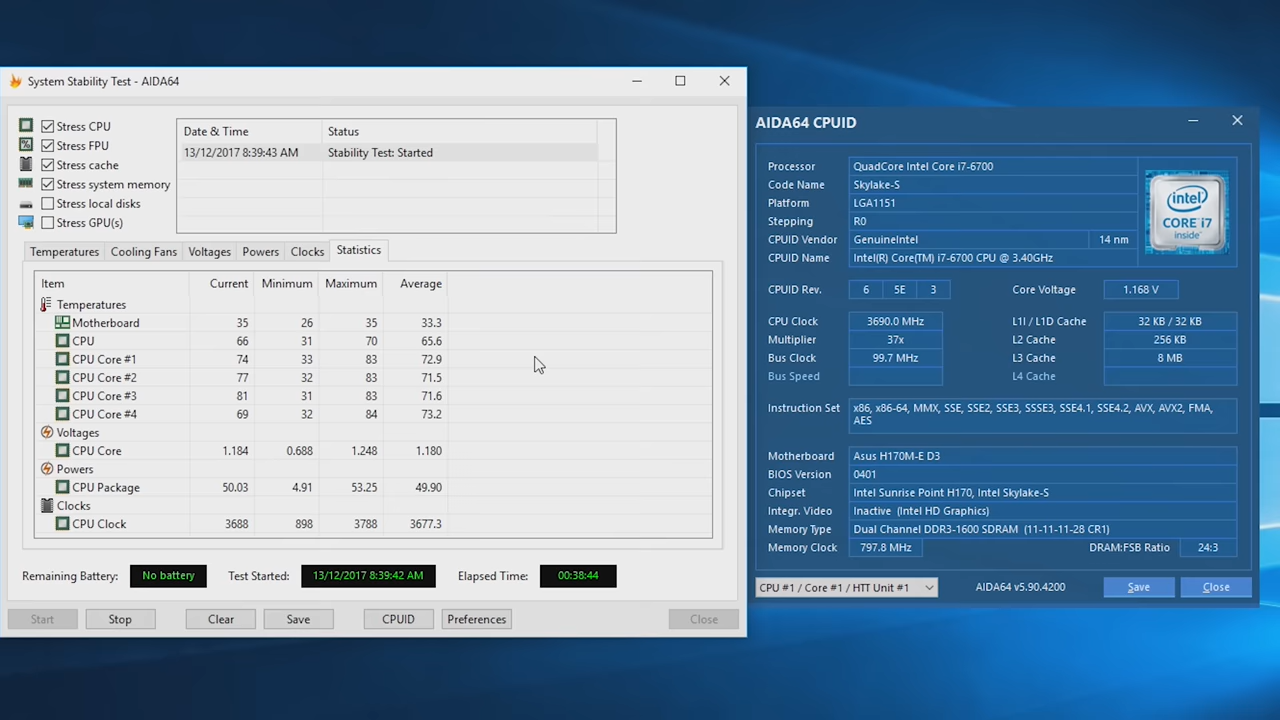 System Stability Test - AIDA64
Stress CPU
Stress FPU
Stress cache
Stress system memory
Stress local disks
Stress GPU(s)
Date & Time Status
13/12/2017 8:39:43 AM Stability Test: Started
Temperatures Cooling Fans Voltages Powers Clocks Statistics
Item Current Minimum Maximum Average
Temperatures
Motherboard 35 26 35 33.3
CPU 66 31 70 65.6
CPU Core #1 74 33 83 72.9
CPU Core #2 77 32 83 71.5
CPU Core #3 81 31 83 71.6
CPU Core #4 69 32 84 73.2
Voltages
CPU Core 1.184 0.688 1.248 1.180
Powers
CPU Package 50.03 4.91 53.25 49.90
Clocks
CPU Clock 3688 898 3788 3677.3
Remaining Battery: No battery Test Started: 13/12/2017 8:39:42 AM Elapsed Time: 00:38:44
Start Stop Clear Save CPUID Preferences Close
AIDA64 CPUID
Processor QuadCore Intel Core i7-6700
Code Name Skylake-S
Platform LGA1151
Stepping R0
CPUID Vendor GenuineIntel 14 nm
CPUID Name Intel(R) Core(TM) i7-6700 CPU @ 3.40GHz
intel
CORE i7
inside™
CPUID Rev. 6 5E 3 Core Voltage 1.168 V
CPU Clock 3690.0 MHz L1I / L1D Cache 32 KB / 32 KB
Multiplier 37x L2 Cache 256 KB
Bus Clock 99.7 MHz L3 Cache 8 MB
Bus Speed L4 Cache
Instruction Set x86, x86-64, MMX, SSE, SSE2, SSE3, SSSE3, SSE4.1, SSE4.2, AVX, AVX2, FMA,
AES
Motherboard Asus H170M-E D3
BIOS Version 0401
Chipset Intel Sunrise Point H170, Intel Skylake-S
Integr. Video Inactive (Intel HD Graphics)
Memory Type Dual Channel DDR3-1600 SDRAM (11-11-11-28 CR1)
Memory Clock 797.8 MHz DRAM:FSB Ratio 24:3
CPU #1 / Core #1 / HTT Unit #1 AIDA64 v5.90.4200 Save Close